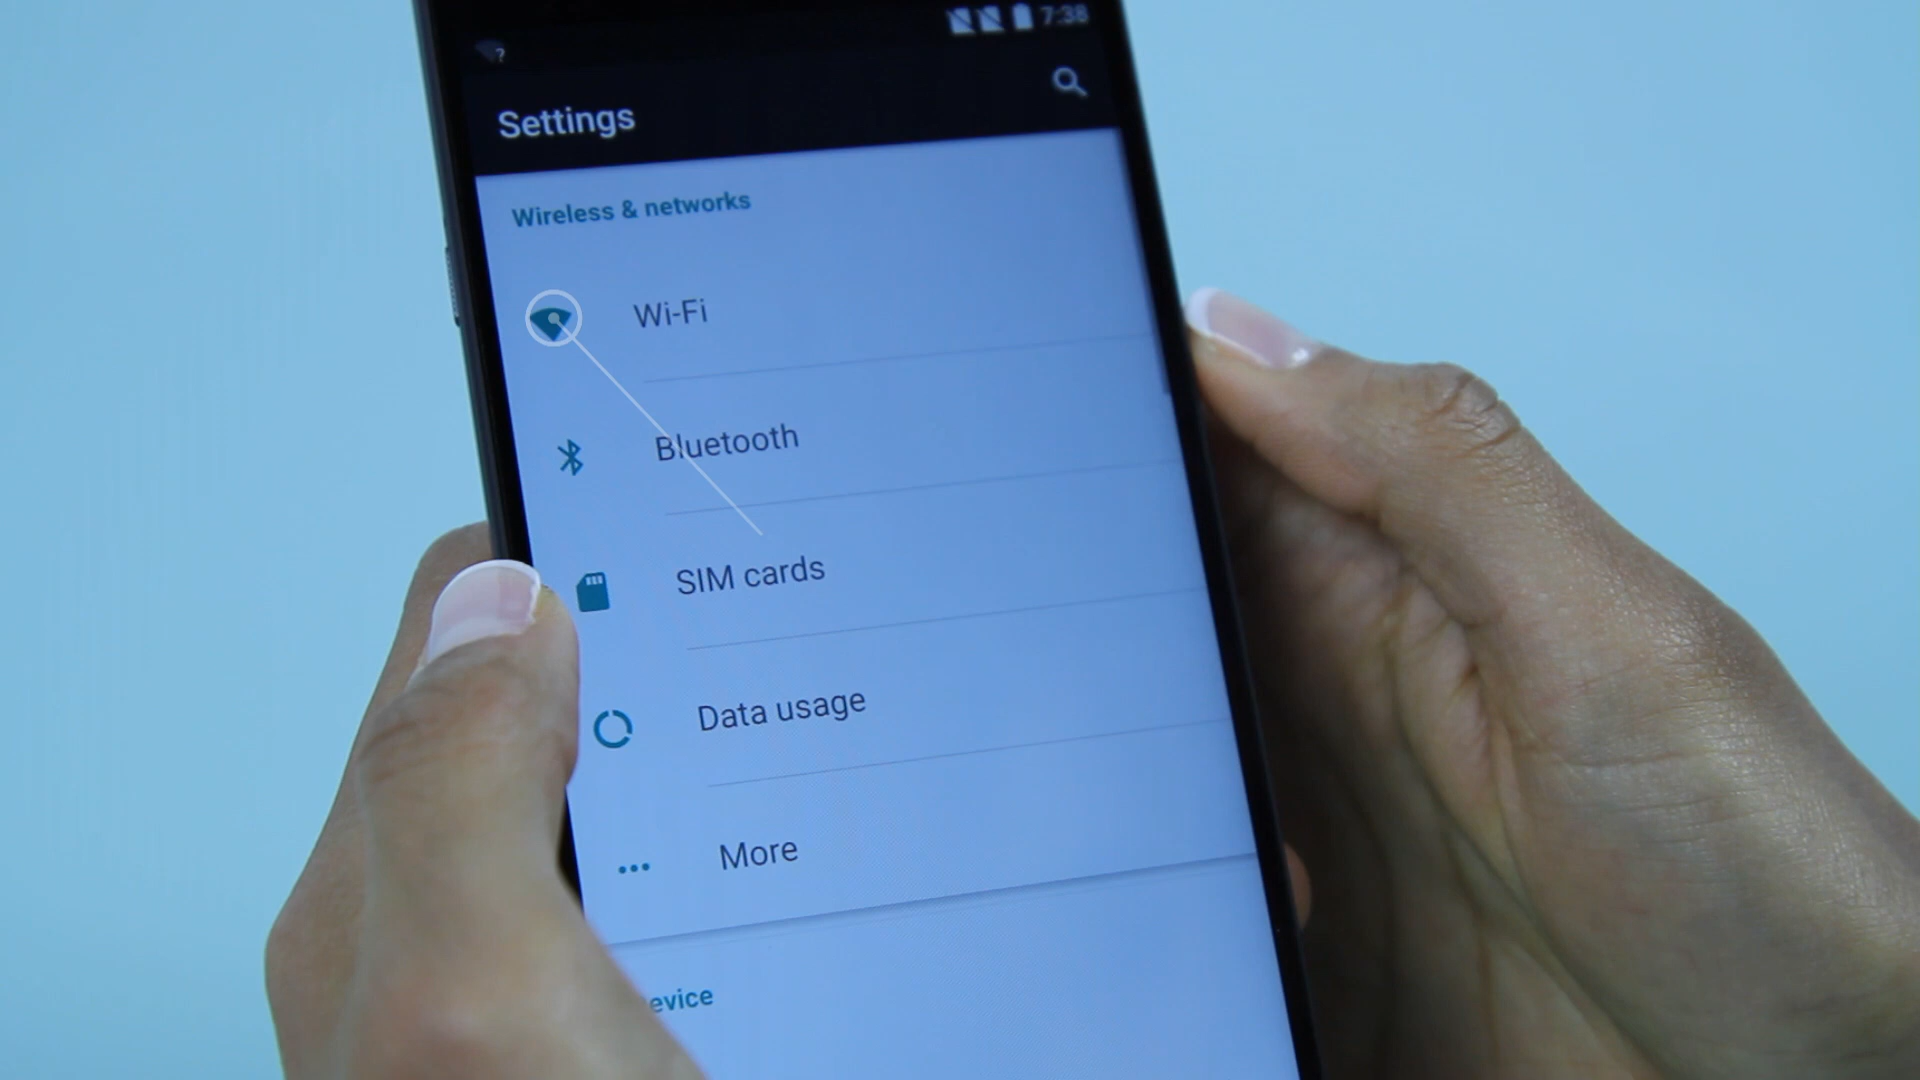 7:38
?
Settings
Wireless & networks
Wi-Fi
Bluetooth
SIM cards
Data usage
More
evice